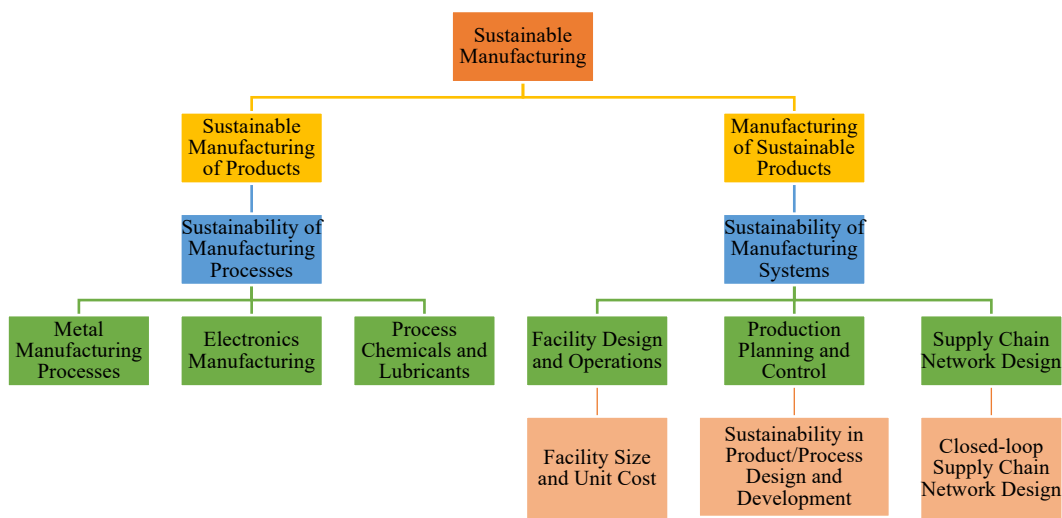 Sustainable
Manufacturing
Sustainable
Manufacturing
of Products
Manufacturing
of Sustainable
Products
Sustainability of
Manufacturing
Processes
Sustainability of
Manufacturing
Systems
Metal
Manufacturing
Processes
Electronics
Manufacturing
Process
Chemicals and
Lubricants
Facility Design
and Operations
Production
Planning and
Control
Supply Chain
Network Design
Facility Size
and Unit Cost
Sustainability in
Product/Process
Design and
Development
Closed-loop
Supply Chain
Network Design